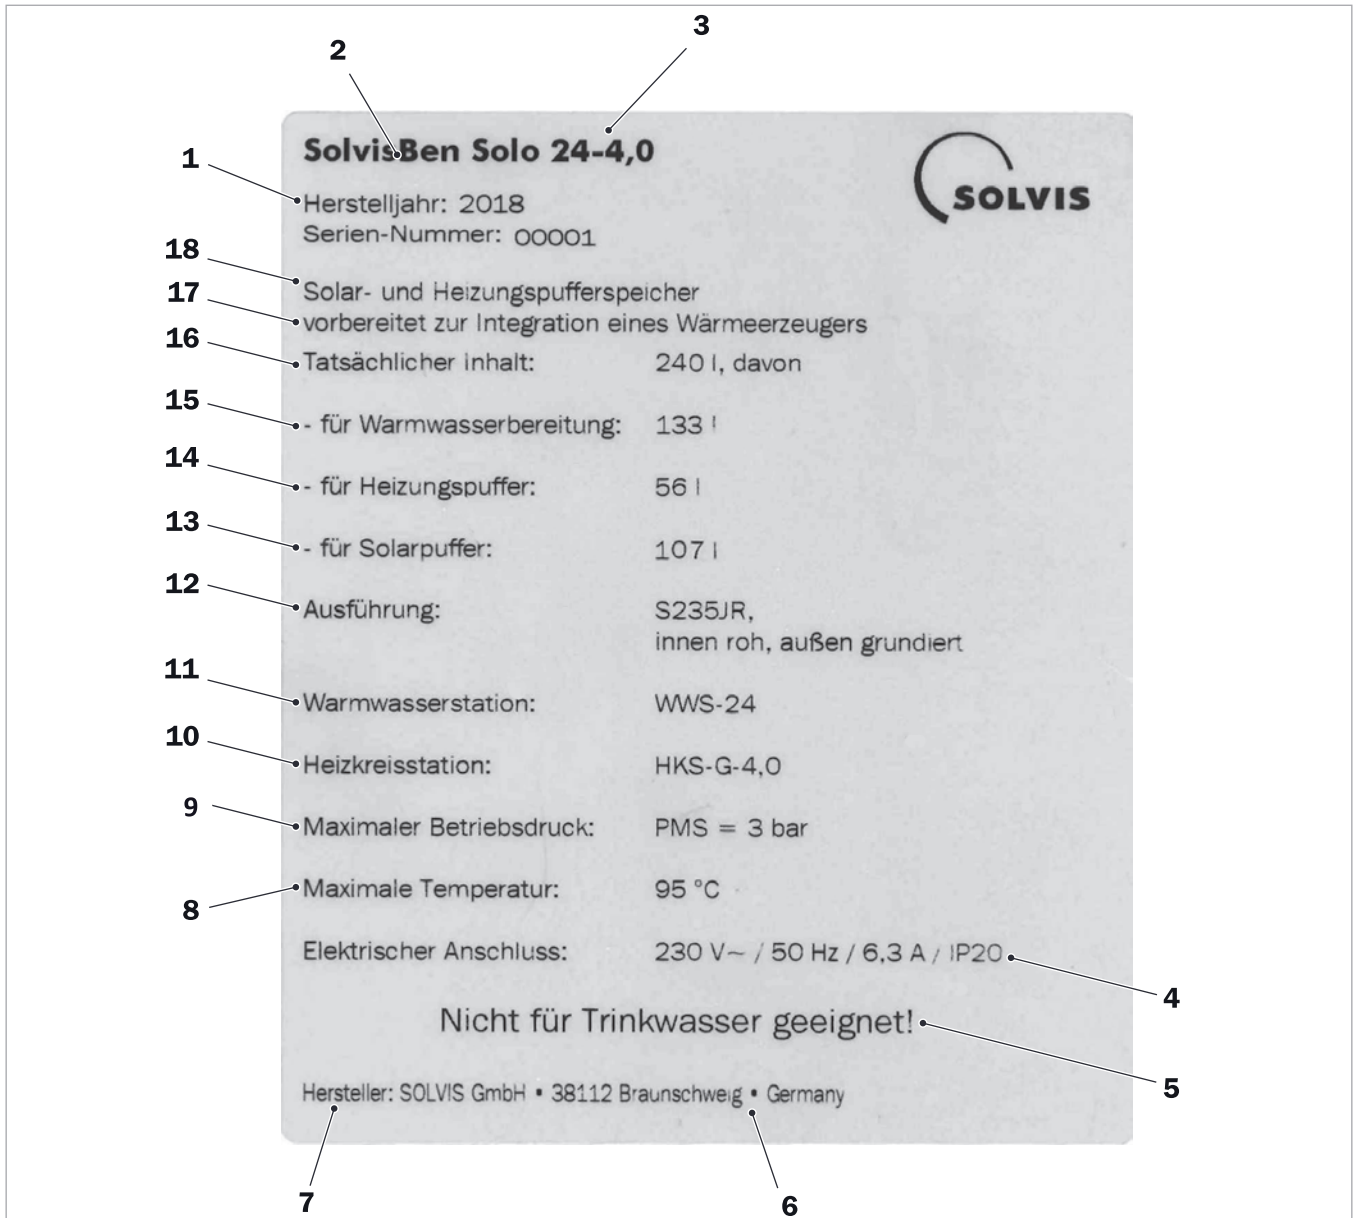 3
2
SolvisBen Solo 24-4,0
SOLVIS
1
Herstelljahr: 2018
Serien-Nummer: 00001
18
Solar- und Heizungspufferspeicher
17
vorbereitet zur Integration eines Wärmeerzeugers
16
Tatsächlicher inhalt: 240 l, davon
15
- für Warmwasserbereitung: 133 l
14
- für Heizungspuffer: 56 l
13
- für Solarpuffer: 107 l
12
Ausführung: S235JR,
innen roh, außen grundiert
11
Warmwasserstation: WWS-24
10
Heizkreisstation: HKS-G-4,0
9
Maximaler Betriebsdruck: PMS = 3 bar
8
Maximale Temperatur: 95 °C
Elektrischer Anschluss: 230 V~ / 50 Hz / 6,3 A / IP20
4
Nicht für Trinkwasser geeignet!
5
Hersteller: SOLVIS GmbH ▪ 38112 Braunschweig ▪ Germany
7
6